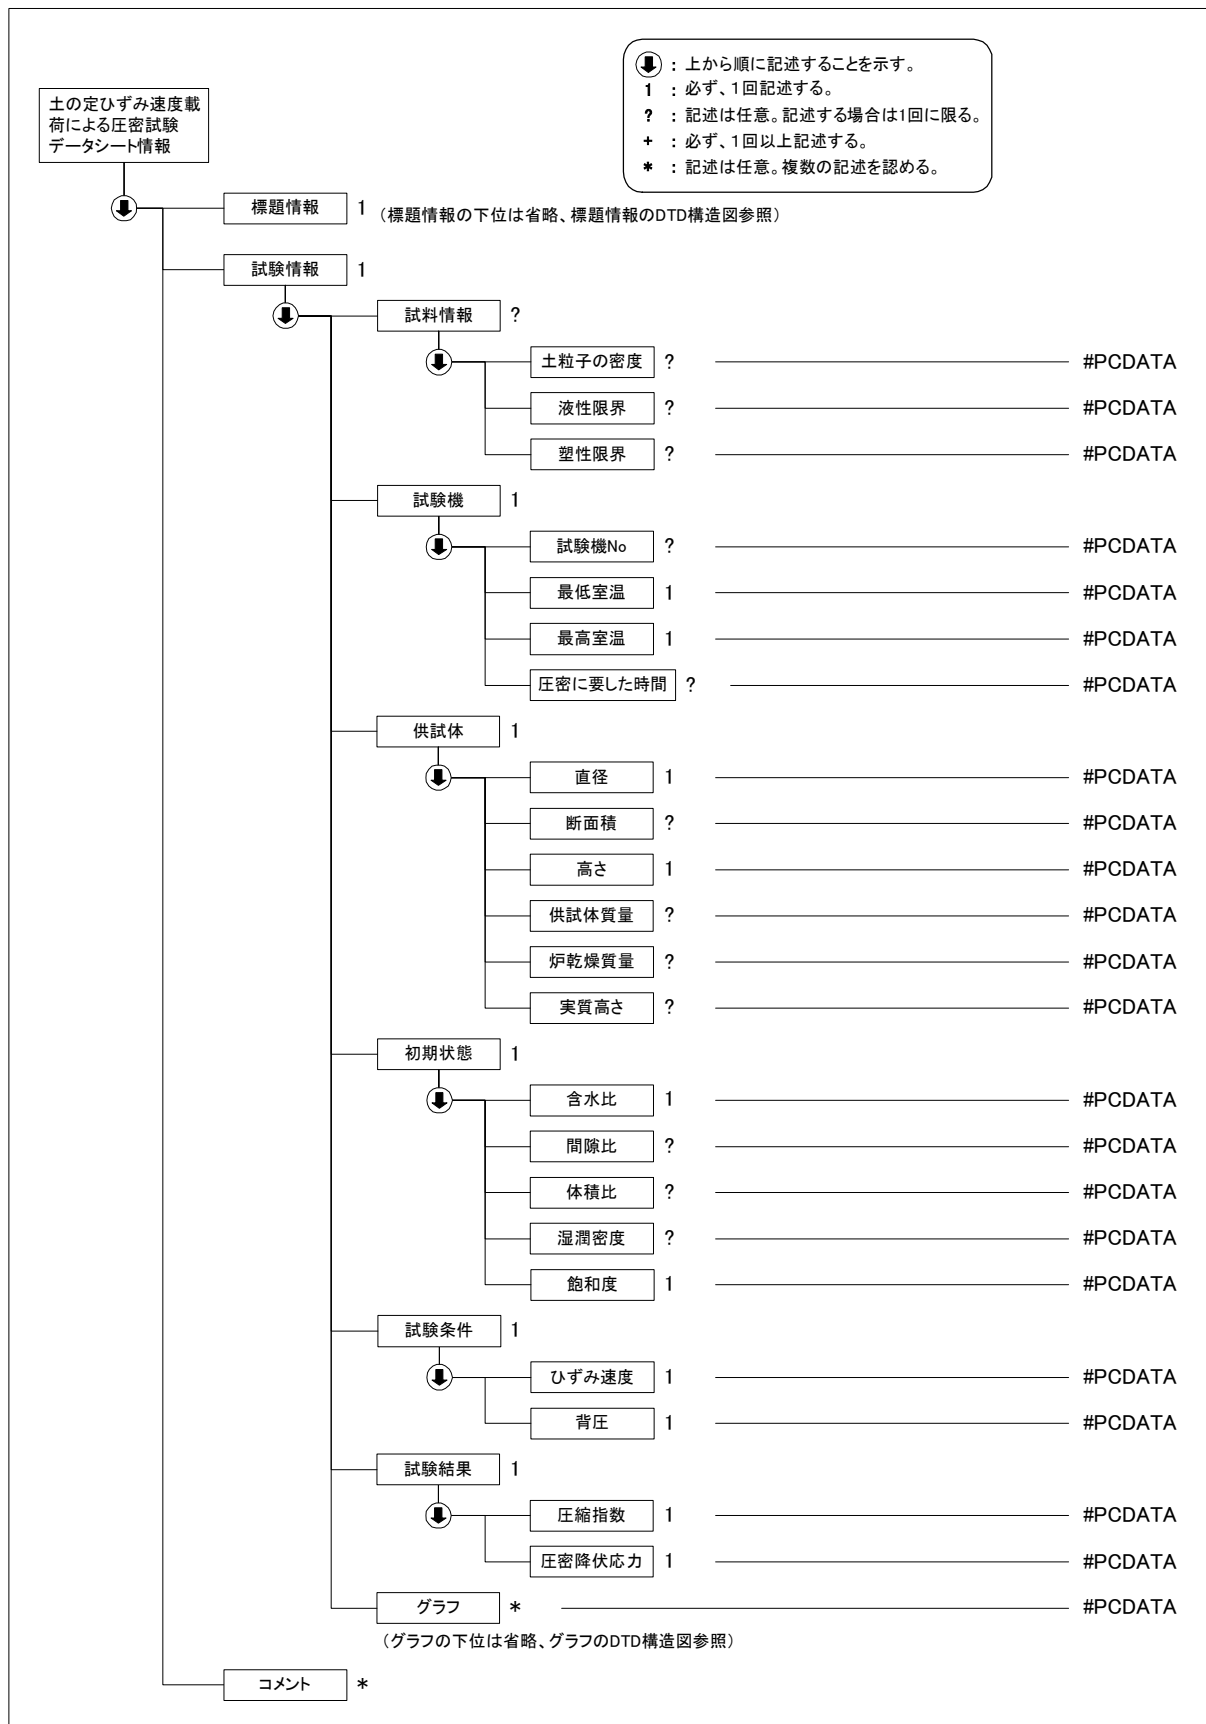 ：上から順に記述することを示す。
1 ：必ず、1回記述する。
? ：記述は任意。記述する場合は1回に限る。
+ ：必ず、1回以上記述する。
* ：記述は任意。複数の記述を認める。
土の定ひずみ速度載
荷による圧密試験
データシート情報
標題情報 1 （標題情報の下位は省略、標題情報のDTD構造図参照）
試験情報 1
試料情報 ?
土粒子の密度 ? #PCDATA
液性限界 ? #PCDATA
塑性限界 ? #PCDATA
試験機 1
試験機No ? #PCDATA
最低室温 1 #PCDATA
最高室温 1 #PCDATA
圧密に要した時間 ? #PCDATA
供試体 1
直径 1 #PCDATA
断面積 ? #PCDATA
高さ 1 #PCDATA
供試体質量 ? #PCDATA
炉乾燥質量 ? #PCDATA
実質高さ ? #PCDATA
初期状態 1
含水比 1 #PCDATA
間隙比 ? #PCDATA
体積比 ? #PCDATA
湿潤密度 ? #PCDATA
飽和度 1 #PCDATA
試験条件 1
ひずみ速度 1 #PCDATA
背圧 1 #PCDATA
試験結果 1
圧縮指数 1 #PCDATA
圧密降伏応力 1 #PCDATA
グラフ * #PCDATA
（グラフの下位は省略、グラフのDTD構造図参照）
コメント *